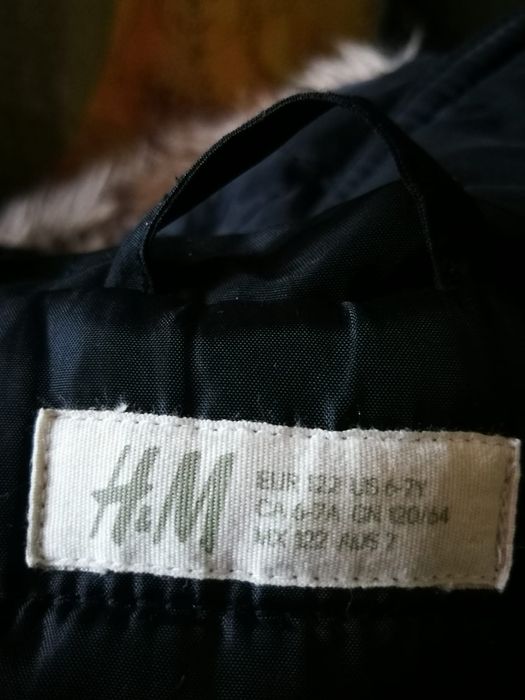 H&M
EUR 122 US 6-7Y
CA 6-7A CN 120/64
MX 122 AUS 7